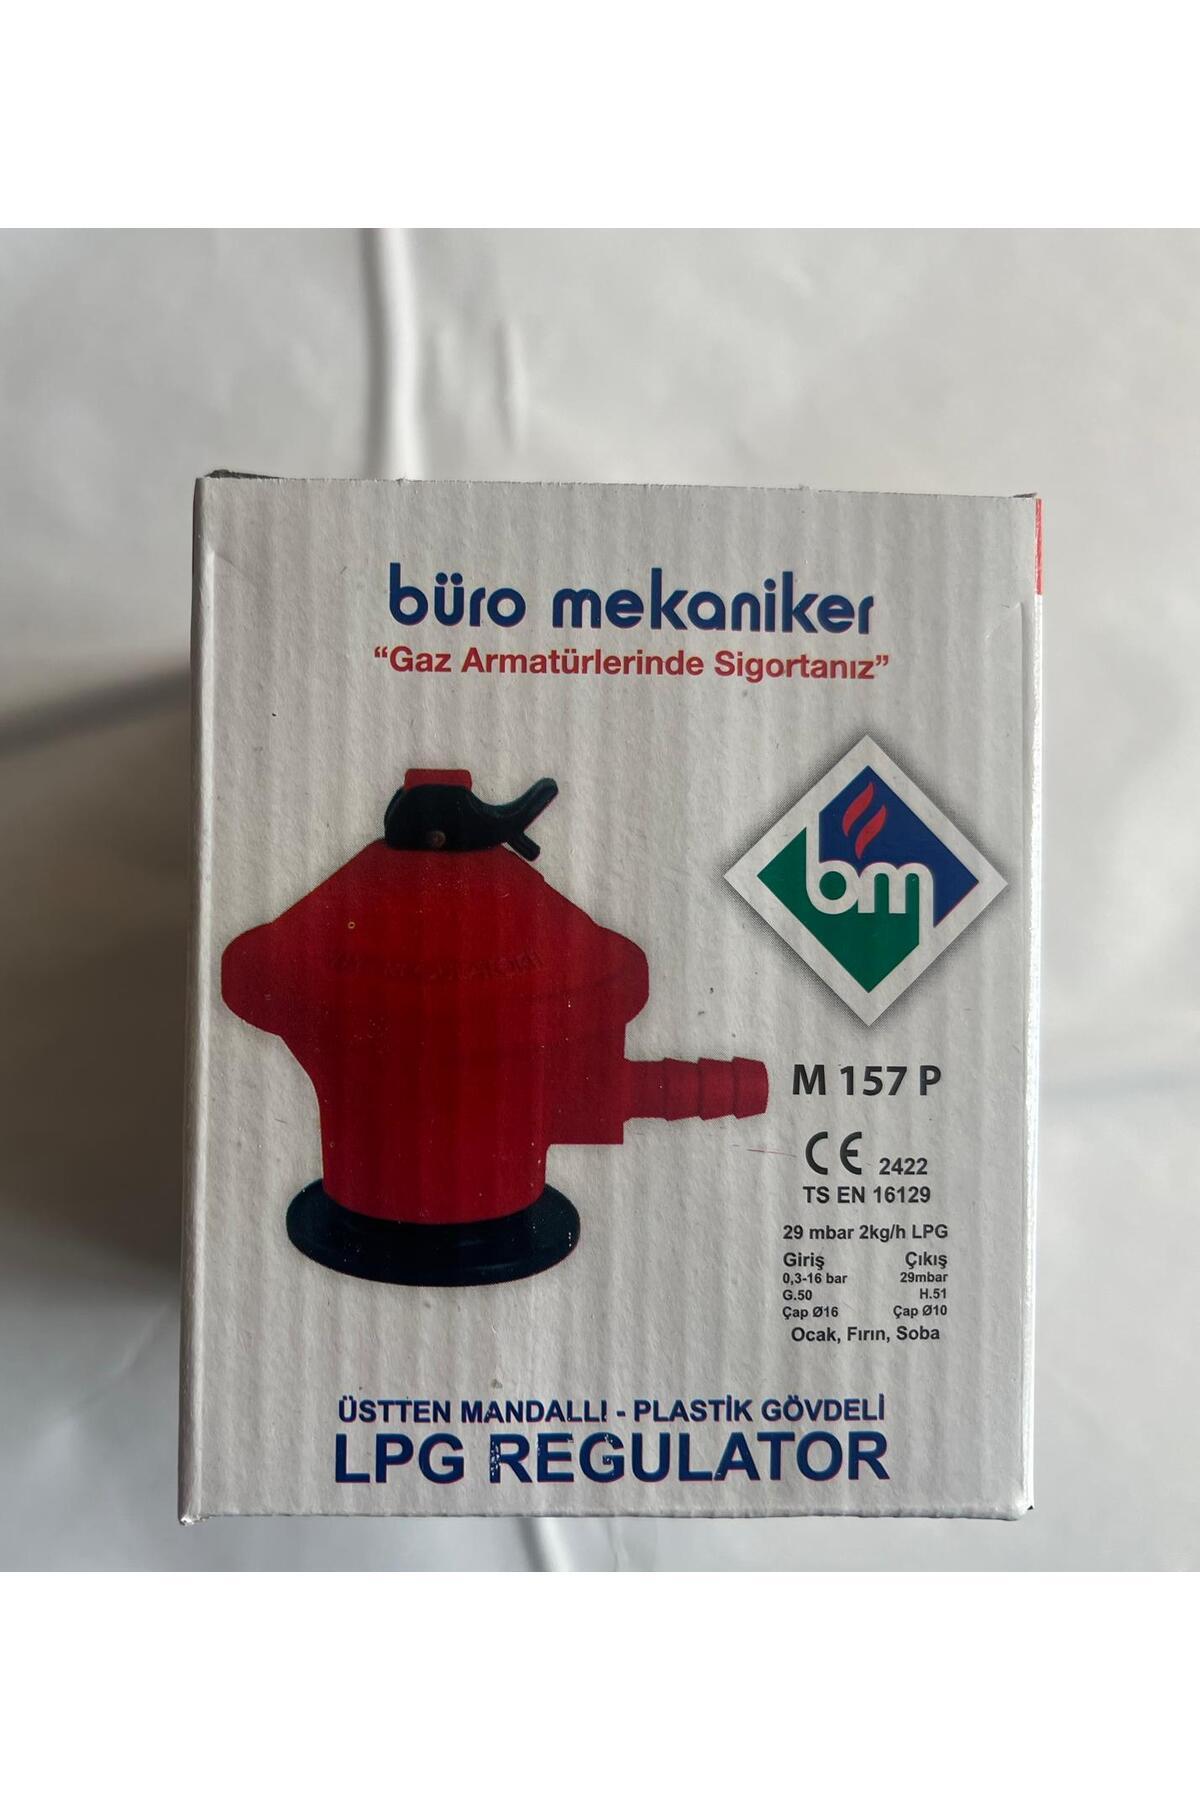 büro mekaniker
“Gaz Armatürlerinde Sigortanız”
bm
M 157 P
CE 2422
TS EN 16129
29 mbar 2kg/h LPG
Giriş Çıkış
0,3-16 bar 29mbar
G.50 H.51
Çap Ø16 Çap Ø10
Ocak, Fırın, Soba
ÜSTTEN MANDALLI - PLASTİK GÖVDELİ
LPG REGULATOR